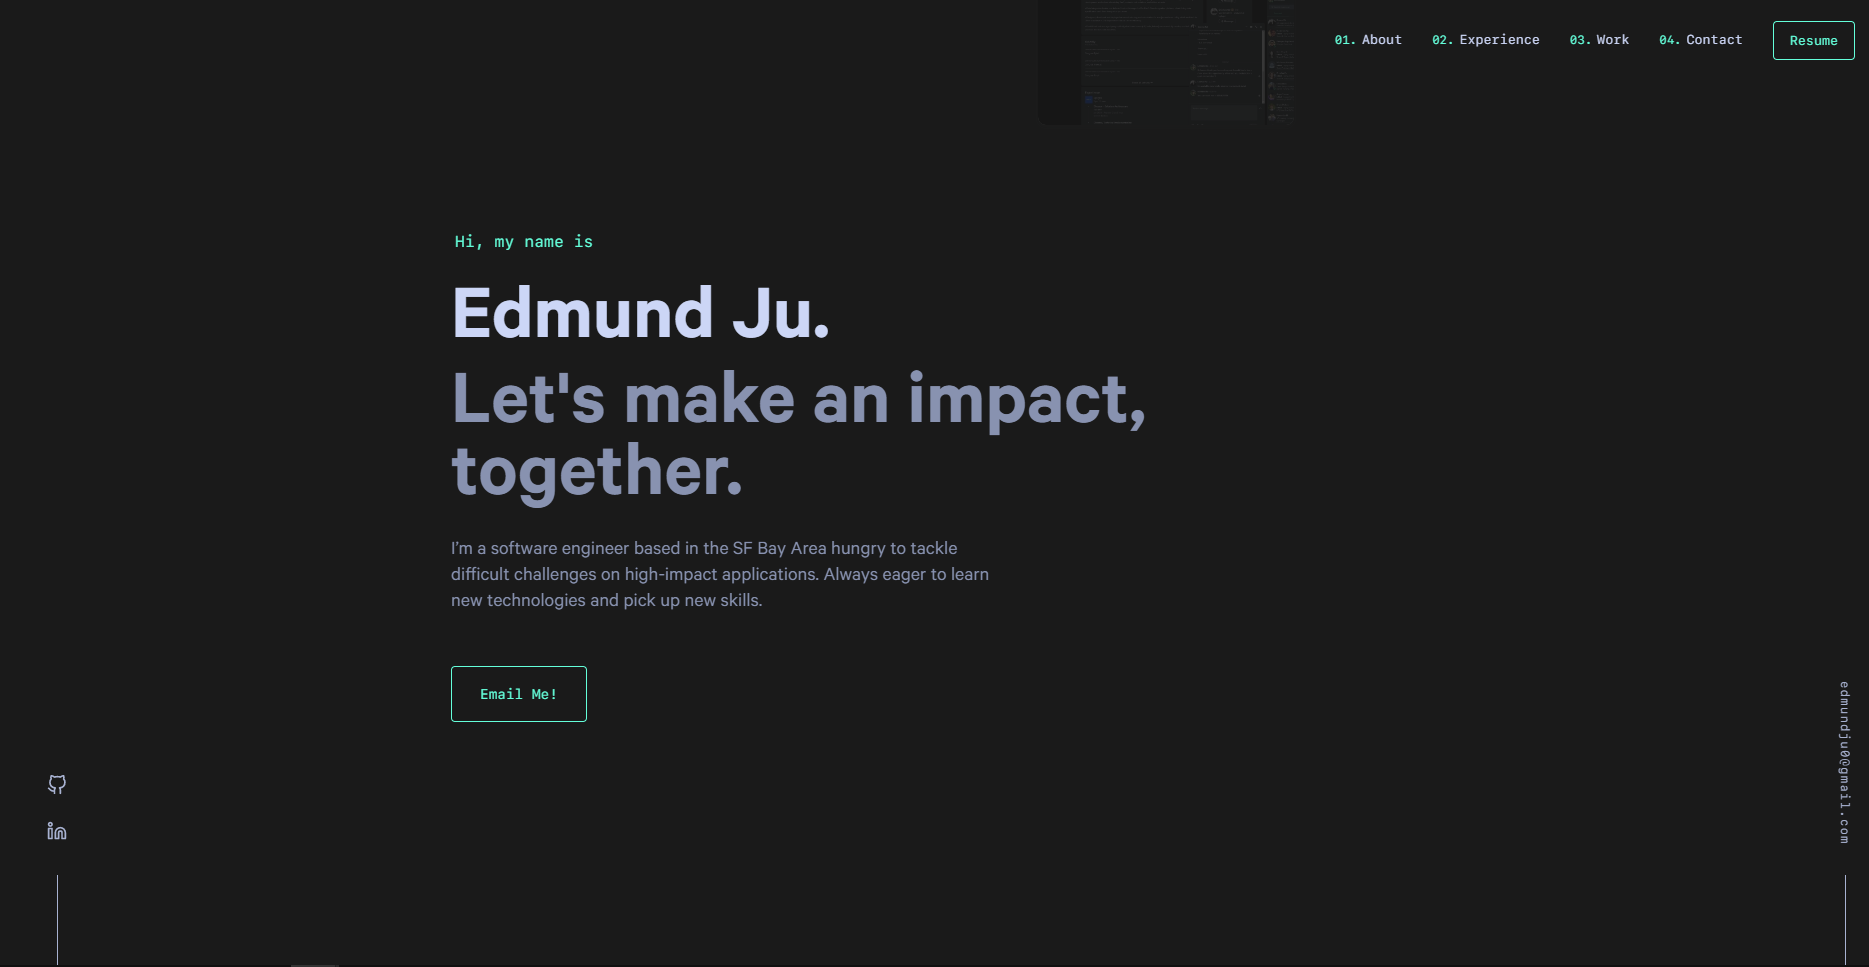 01. About 02. Experience 03. Work 04. Contact Resume
Hi, my name is
Edmund Ju.
Let's make an impact,
together.
I’m a software engineer based in the SF Bay Area hungry to tackle
difficult challenges on high-impact applications. Always eager to learn
new technologies and pick up new skills.
Email Me!
edmundju0@gmail.com